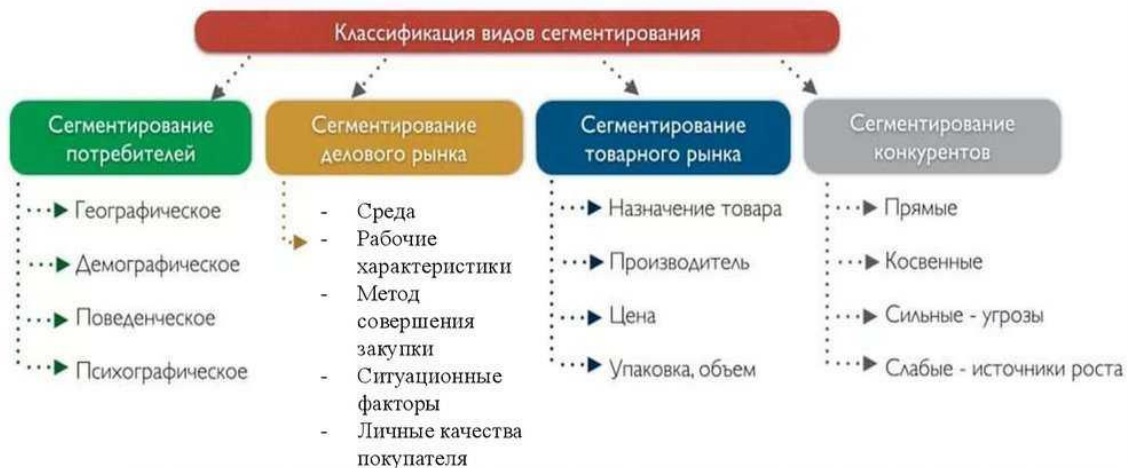 Классификация видов сегментирования
Сегментирование
потребителей
Географическое
Демографическое
Поведенческое
Психографическое
Сегментирование
делового рынка
- Среда
- Рабочие
характеристики
- Метод
совершения
закупки
- Ситуационные
факторы
- Личные качества
покупателя
Сегментирование
товарного рынка
Назначение товара
Производитель
Цена
Упаковка, объем
Сегментирование
конкурентов
Прямые
Косвенные
Сильные - угрозы
Слабые - источники роста